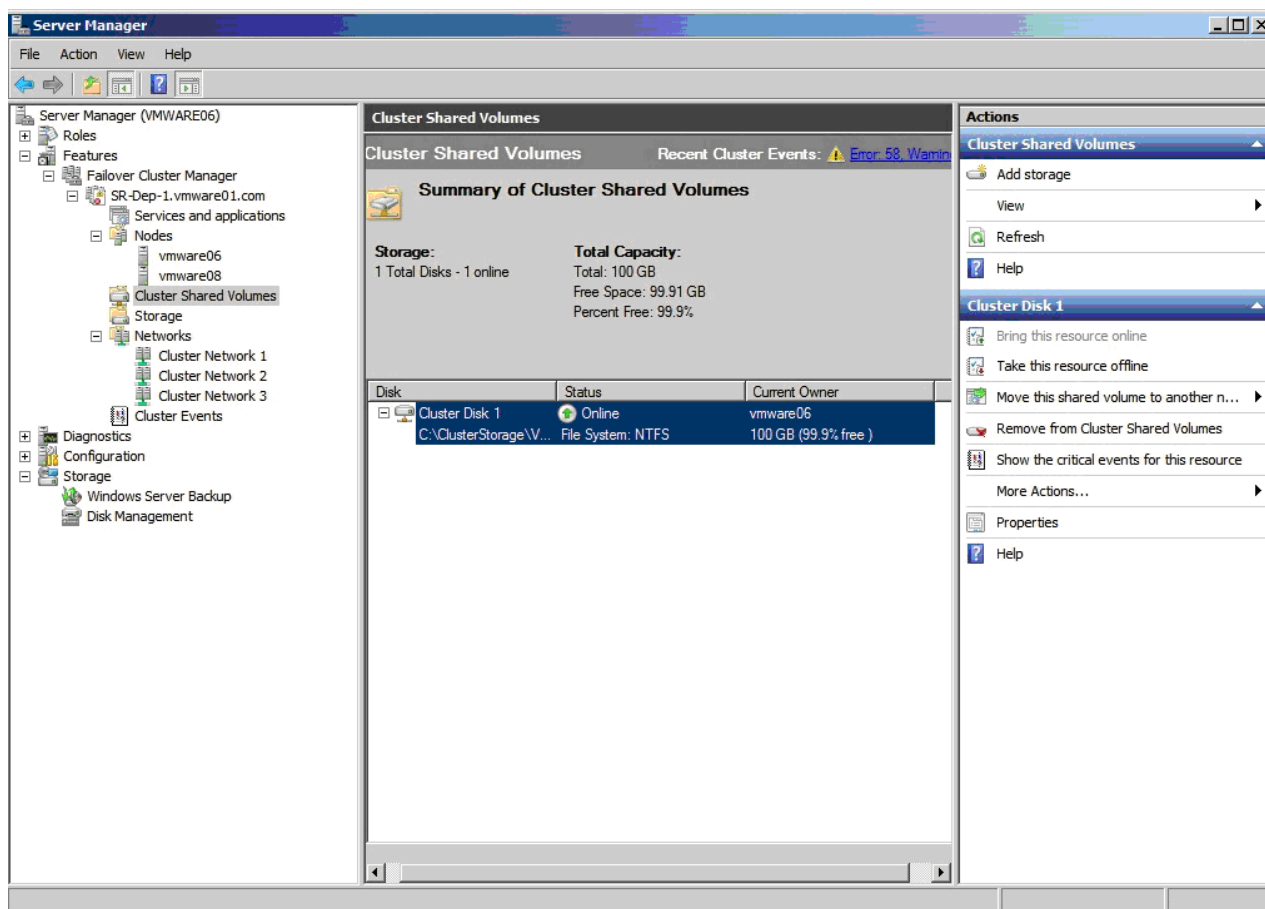 Server Manager
File Action View Help
Server Manager (VMWARE06)
Roles
Features
Failover Cluster Manager
SR-Dep-1.vmware01.com
Services and applications
Nodes
vmware06
vmware08
Cluster Shared Volumes
Storage
Networks
Cluster Network 1
Cluster Network 2
Cluster Network 3
Cluster Events
Diagnostics
Configuration
Storage
Windows Server Backup
Disk Management
Cluster Shared Volumes
Cluster Shared Volumes Recent Cluster Events: Error: 58, Warnin
Summary of Cluster Shared Volumes
Storage:
1 Total Disks - 1 online
Total Capacity:
Total: 100 GB
Free Space: 99.91 GB
Percent Free: 99.9%
Disk Status Current Owner
Cluster Disk 1 Online vmware06
C:\ClusterStorage\V... File System: NTFS 100 GB (99.9% free )
Actions
Cluster Shared Volumes
Add storage
View
Refresh
Help
Cluster Disk 1
Bring this resource online
Take this resource offline
Move this shared volume to another n...
Remove from Cluster Shared Volumes
Show the critical events for this resource
More Actions...
Properties
Help